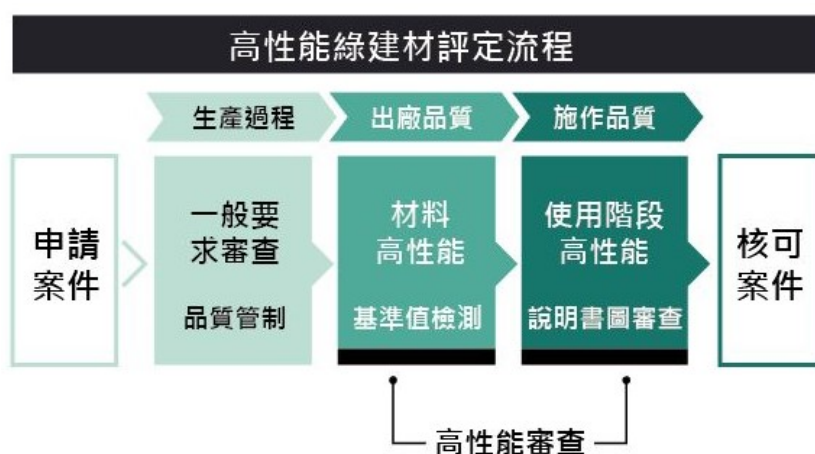 高性能綠建材評定流程
生產過程
出廠品質
施作品質
申請
案件
一般要
求審查
品質管制
材料
高性能
基準值檢測
使用階段
高性能
說明書圖審查
核可
案件
高性能審查